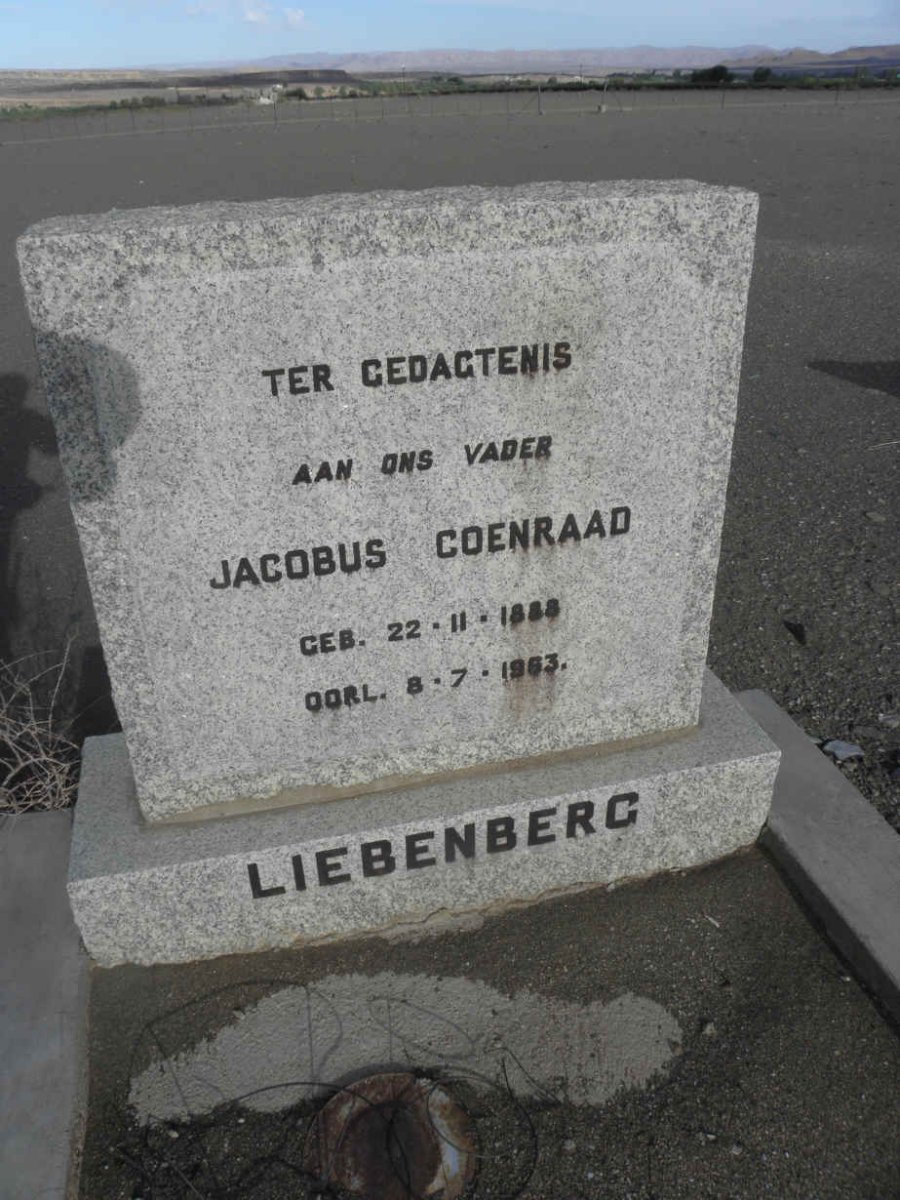 TER GEDAGTENIS
AAN ONS VADER
JACOBUS COENRAAD
GEB. 22·11·1888
OORL. 8·7·1963.
LIEBENBERG